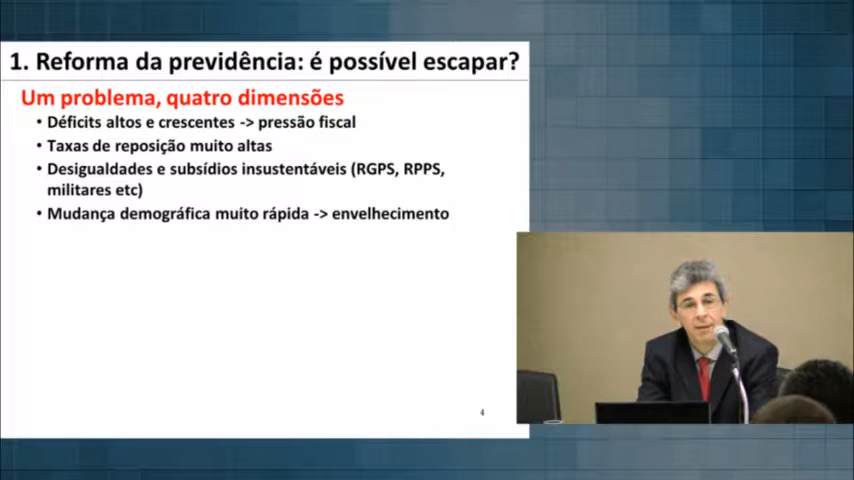 1. Reforma da previdência: é possível escapar?
Um problema, quatro dimensões
• Déficits altos e crescentes -> pressão fiscal
• Taxas de reposição muito altas
• Desigualdades e subsídios insustentáveis (RGPS, RPPS,
militares etc)
• Mudança demográfica muito rápida -> envelhecimento
4